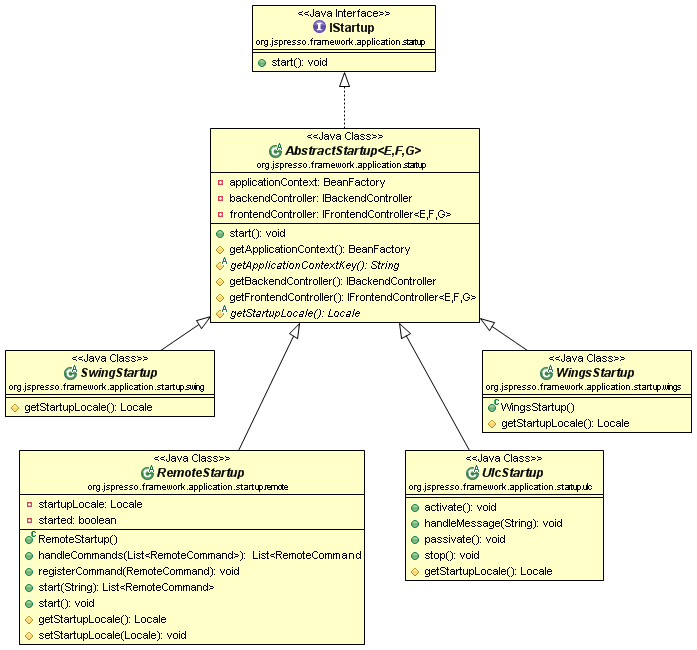 <<Java Interface>>
IStartup
org.jspresso.framework.application.startup
start(): void
<<Java Class>>
AbstractStartup<E,F,G>
org.jspresso.framework.application.startup
applicationContext: BeanFactory
backendController: IBackendController
frontendController: IFrontendController<E,F,G>
start(): void
getApplicationContext(): BeanFactory
getApplicationContextKey(): String
getBackendController(): IBackendController
getFrontendController(): IFrontendController<E,F,G>
getStartupLocale(): Locale
<<Java Class>>
SwingStartup
org.jspresso.framework.application.startup.swing
getStartupLocale(): Locale
<<Java Class>>
WingsStartup
org.jspresso.framework.application.startup.wings
WingsStartup()
getStartupLocale(): Locale
<<Java Class>>
RemoteStartup
org.jspresso.framework.application.startup.remote
startupLocale: Locale
started: boolean
RemoteStartup()
handleCommands(List<RemoteCommand>): List<RemoteCommand
registerCommand(RemoteCommand): void
start(String): List<RemoteCommand>
start(): void
getStartupLocale(): Locale
setStartupLocale(Locale): void
<<Java Class>>
UlcStartup
org.jspresso.framework.application.startup.ulc
activate(): void
handleMessage(String): void
passivate(): void
stop(): void
getStartupLocale(): Locale